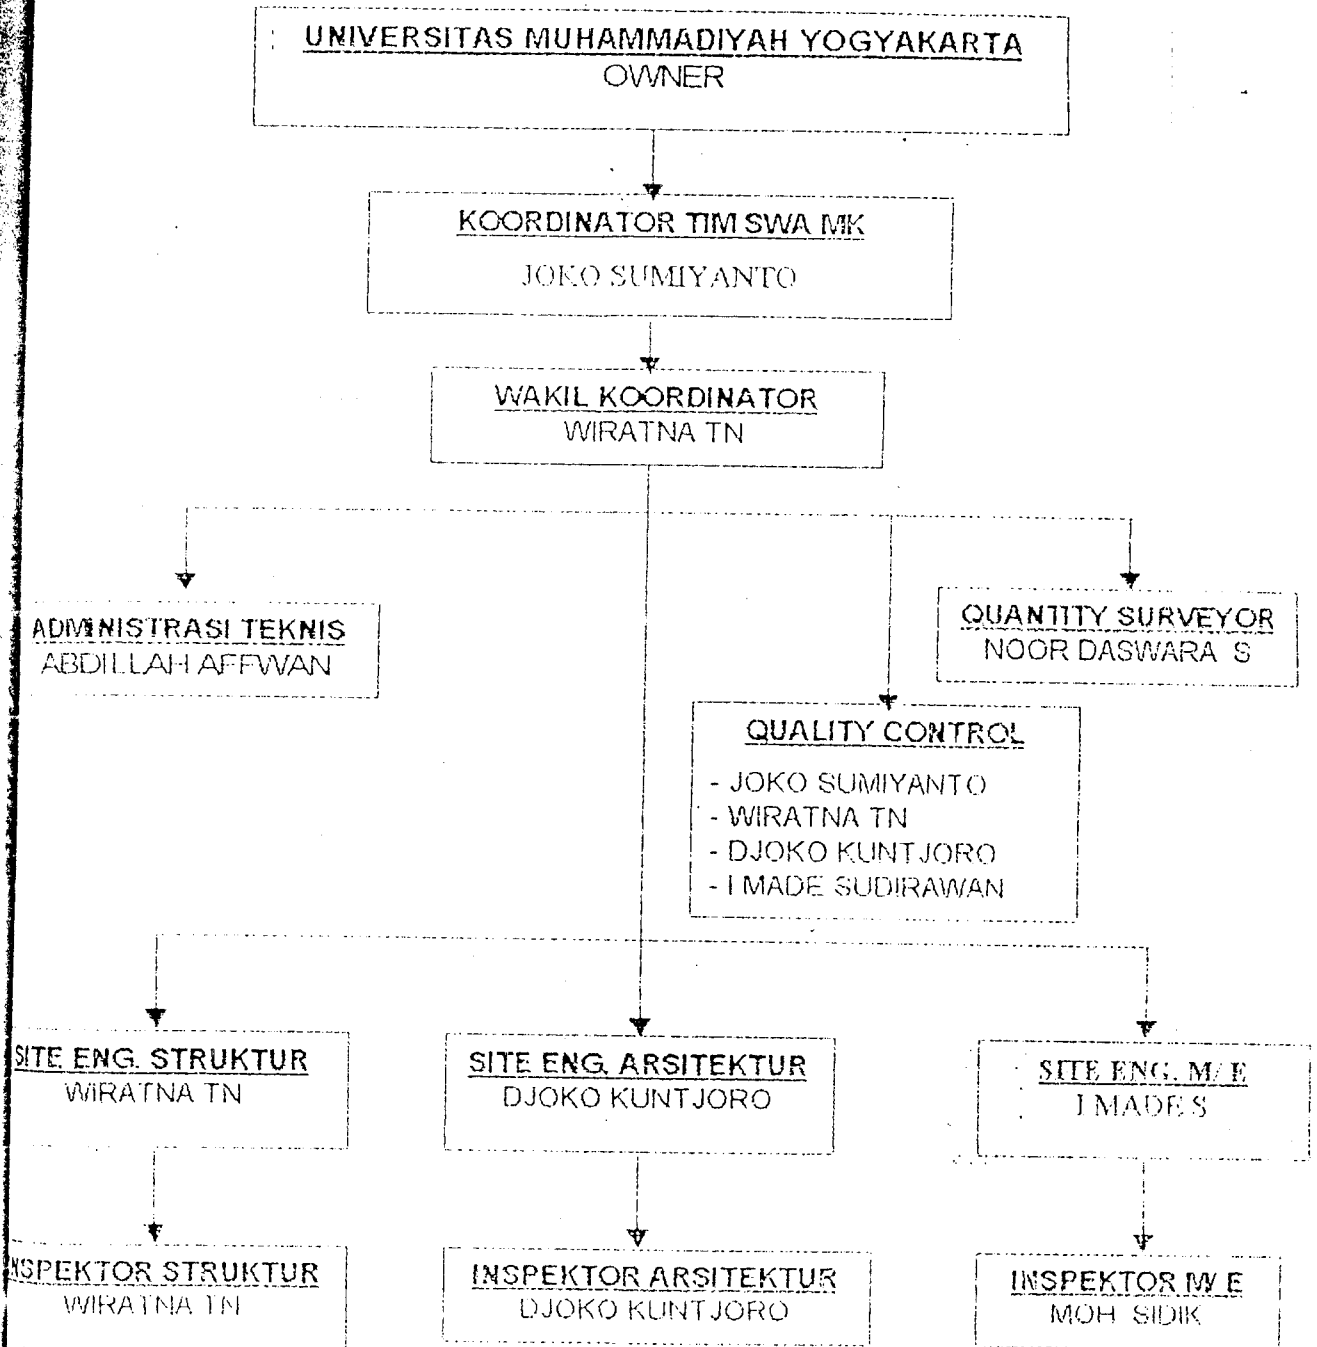 UNIVERSITAS MUHAMMADIYAH YOGYAKARTA
OWNER
KOORDINATOR TIM SWA MK
JOKO SUMIYANTO
WAKIL KOORDINATOR
WIRATNA TN
ADMINISTRASI TEKNIS
ABDILLAH AFFWAN
QUANTITY SURVEYOR
NOOR DASWARA S
QUALITY CONTROL
- JOKO SUMIYANTO
- WIRATNA TN
- DJOKO KUNTJORO
- I MADE SUDIRAWAN
SITE ENG. STRUKTUR
WIRATNA TN
SITE ENG. ARSITEKTUR
DJOKO KUNTJORO
SITE ENG. M/E
I MADE S
INSPEKTOR STRUKTUR
WIRATNA TN
INSPEKTOR ARSITEKTUR
DJOKO KUNTJORO
INSPEKTOR M/E
MOH SIDIK